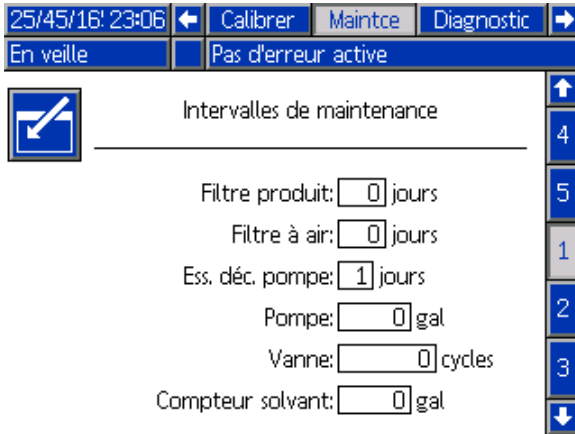 25/45/16' 23:06 Calibrer Maintce Diagnostic
En veille Pas d'erreur active
Intervalles de maintenance
4
Filtre produit: 0 jours
5
Filtre à air: 0 jours
1
Ess. déc. pompe: 1 jours
Pompe: 0 gal
2
Vanne: 0 cycles
3
Compteur solvant: 0 gal